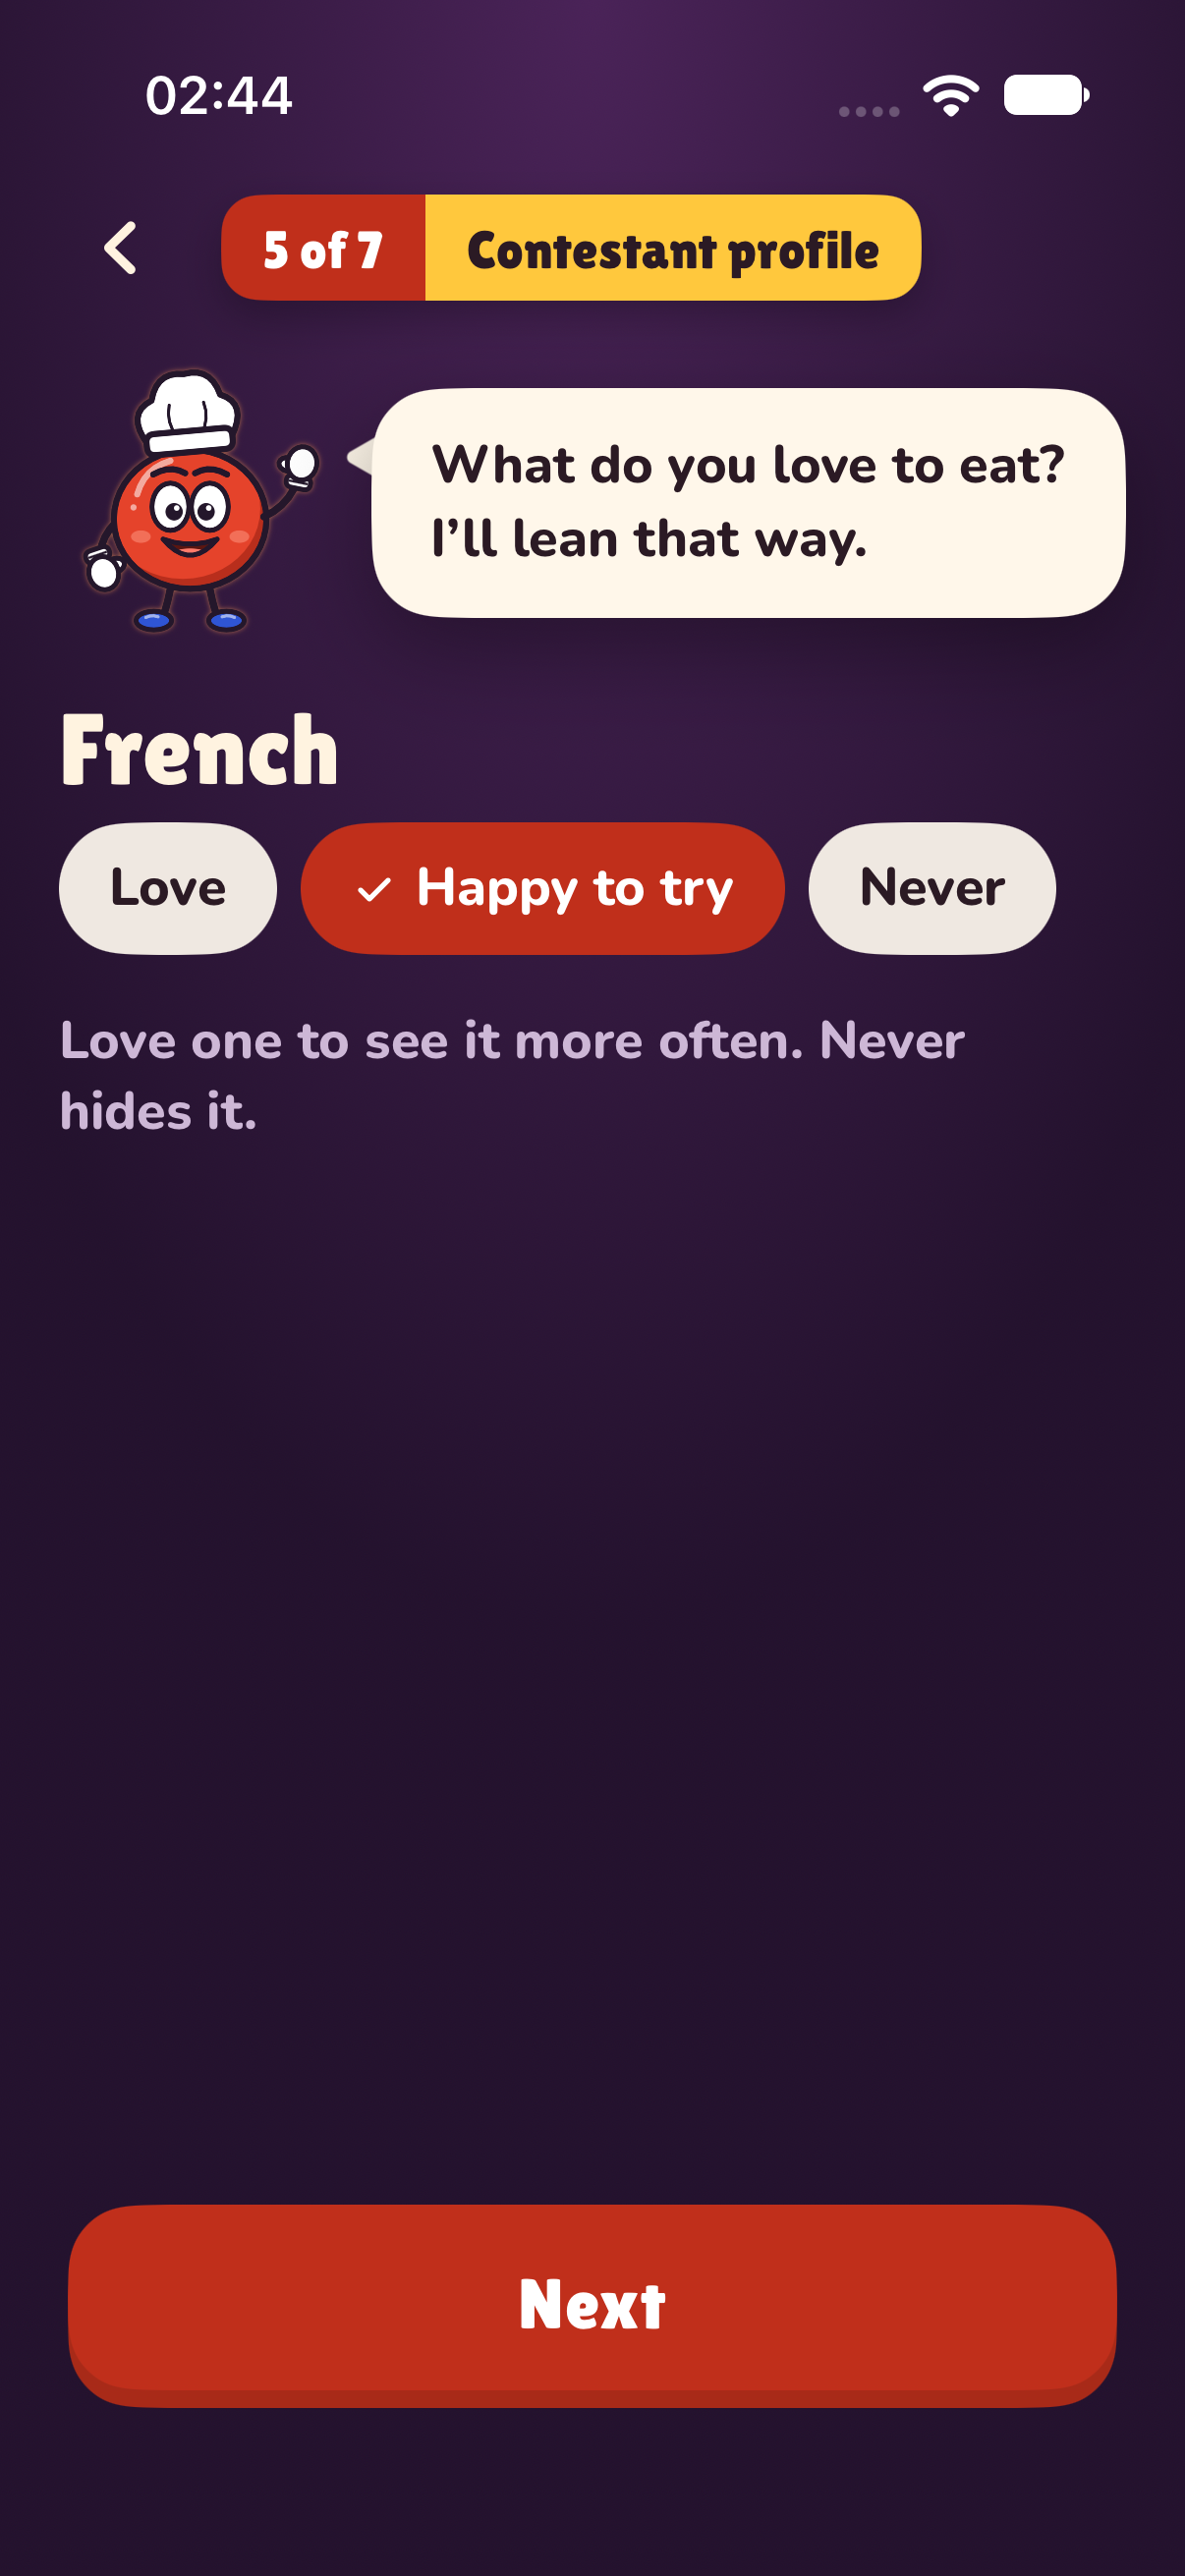 02:44
5 of 7
Contestant profile
What do you love to eat?
I’ll lean that way.
French
Love
Happy to try
Never
Love one to see it more often. Never
hides it.
Next